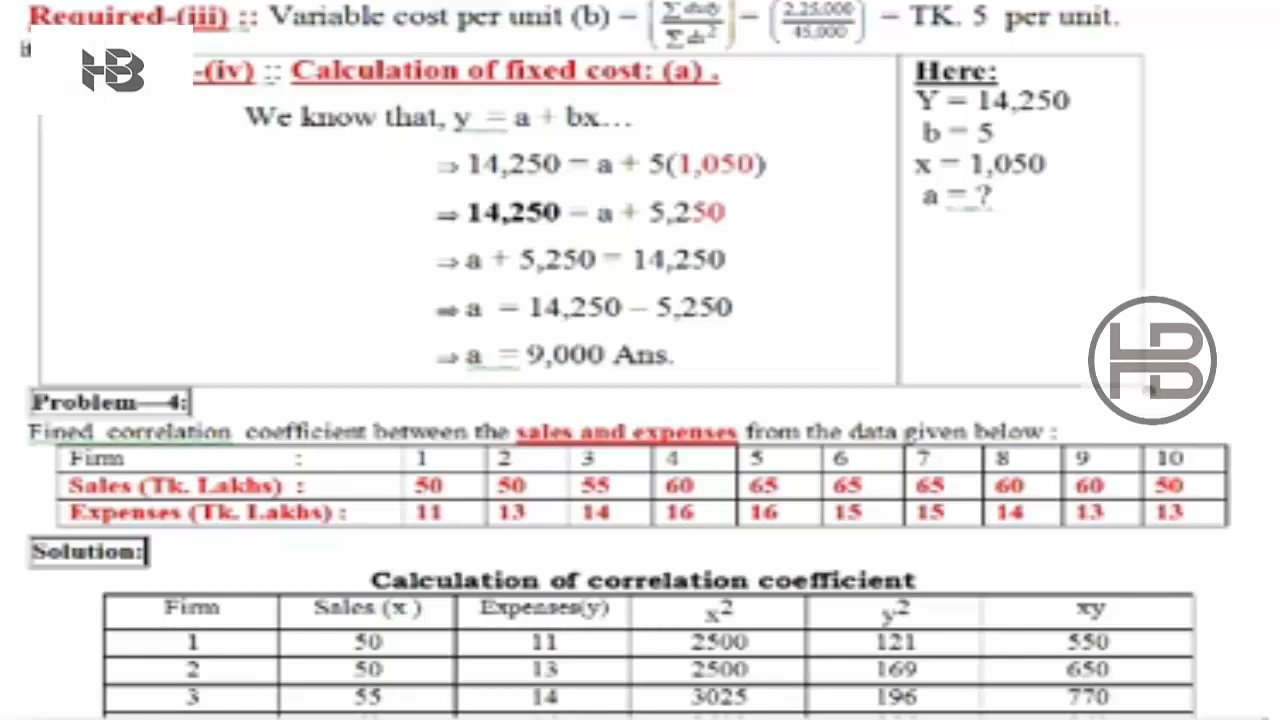 Required-(iii) :: Variable cost per unit (b) = (Σdxdy / Σdx²) = (2,25,000 / 45,000) = TK. 5 per unit.
-(iv) :: Calculation of fixed cost: (a) .
We know that, y = a + bx...
⇒ 14,250 = a + 5(1,050)
⇒ 14,250 = a + 5,250
⇒ a + 5,250 = 14,250
⇒ a = 14,250 – 5,250
⇒ a = 9,000 Ans.
Here:
Y = 14,250
b = 5
x = 1,050
a = ?
Problem—4:
Fined correlation coefficient between the sales and expenses from the data given below :
Firm : 1 2 3 4 5 6 7 8 9 10
Sales (Tk. Lakhs) : 50 50 55 60 65 65 65 60 60 50
Expenses (Tk. Lakhs) : 11 13 14 16 16 15 15 14 13 13
Solution:
Calculation of correlation coefficient
Firm Sales (x ) Expenses(y) x² y² xy
1 50 11 2500 121 550
2 50 13 2500 169 650
3 55 14 3025 196 770